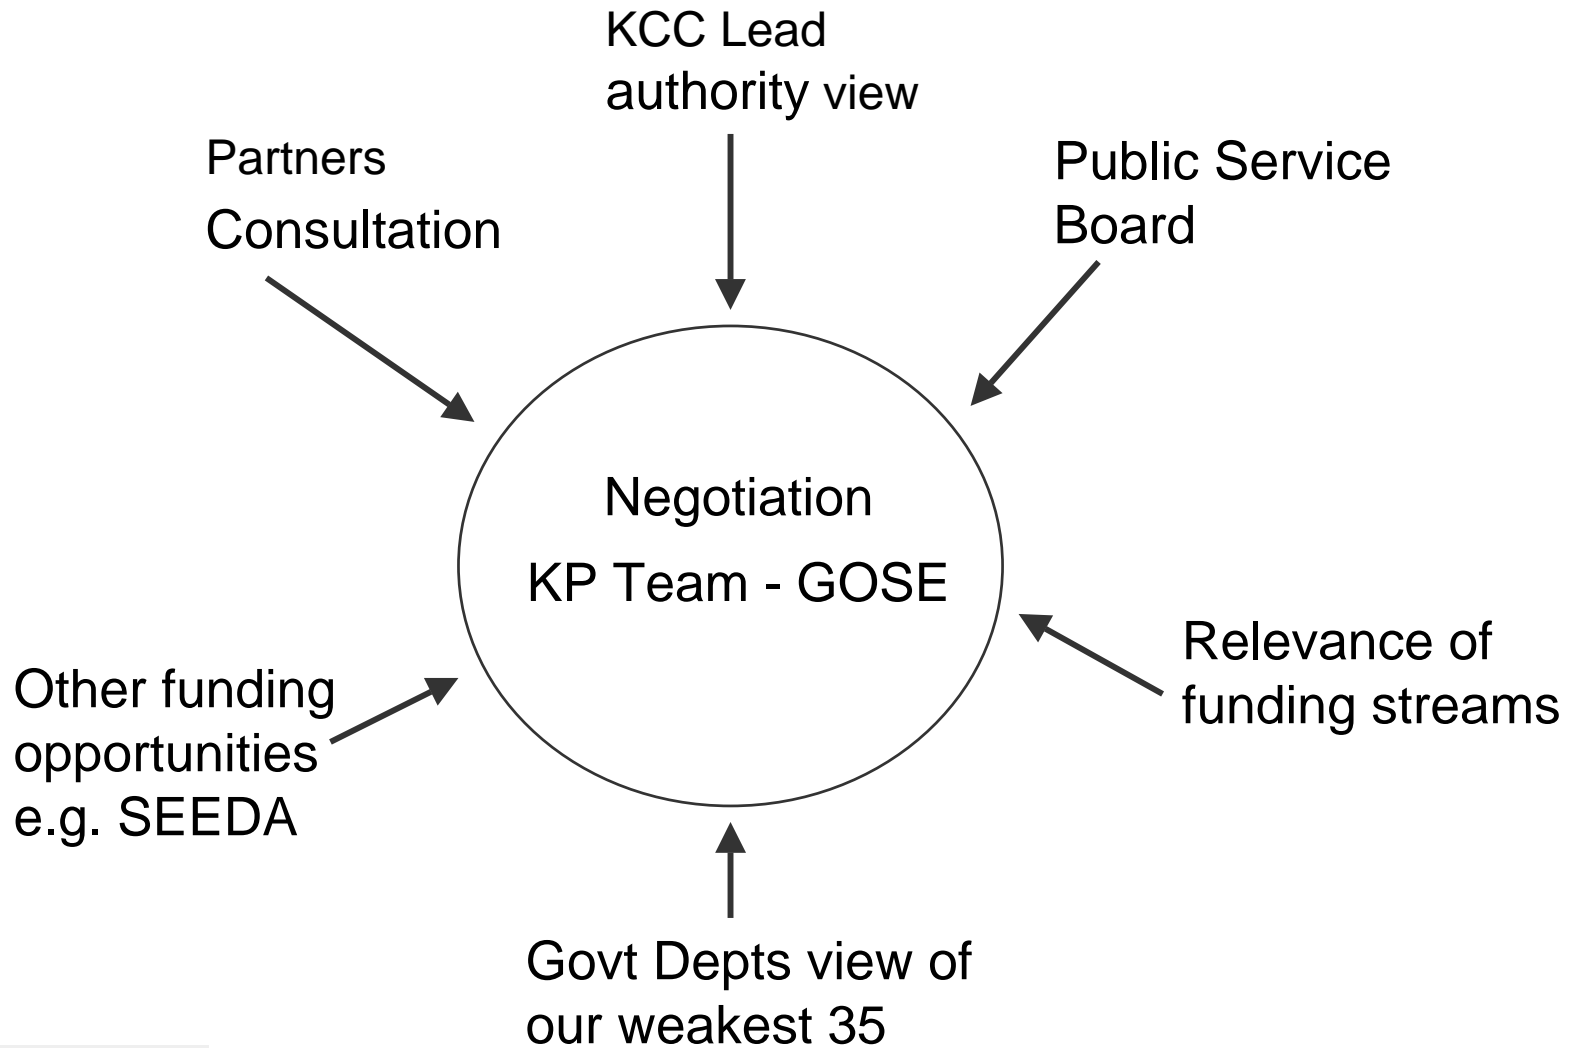 KCC Lead
authority view
Partners
Consultation
Public Service
Board
Negotiation
KP Team - GOSE
Relevance of
funding streams
Other funding
opportunities
e.g. SEEDA
Govt Depts view of
our weakest 35